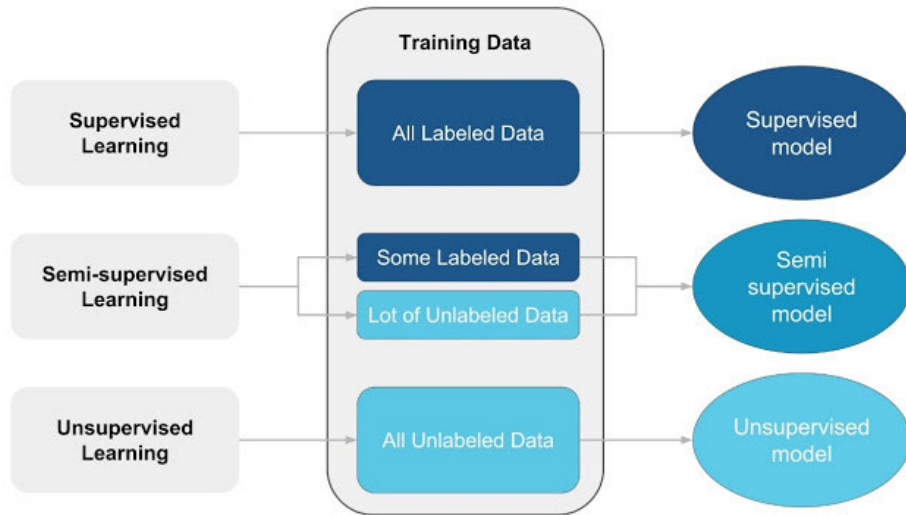 Training Data
Supervised
Learning
All Labeled Data
Supervised
model
Semi-supervised
Learning
Some Labeled Data
Lot of Unlabeled Data
Semi
supervised
model
Unsupervised
Learning
All Unlabeled Data
Unsupervised
model